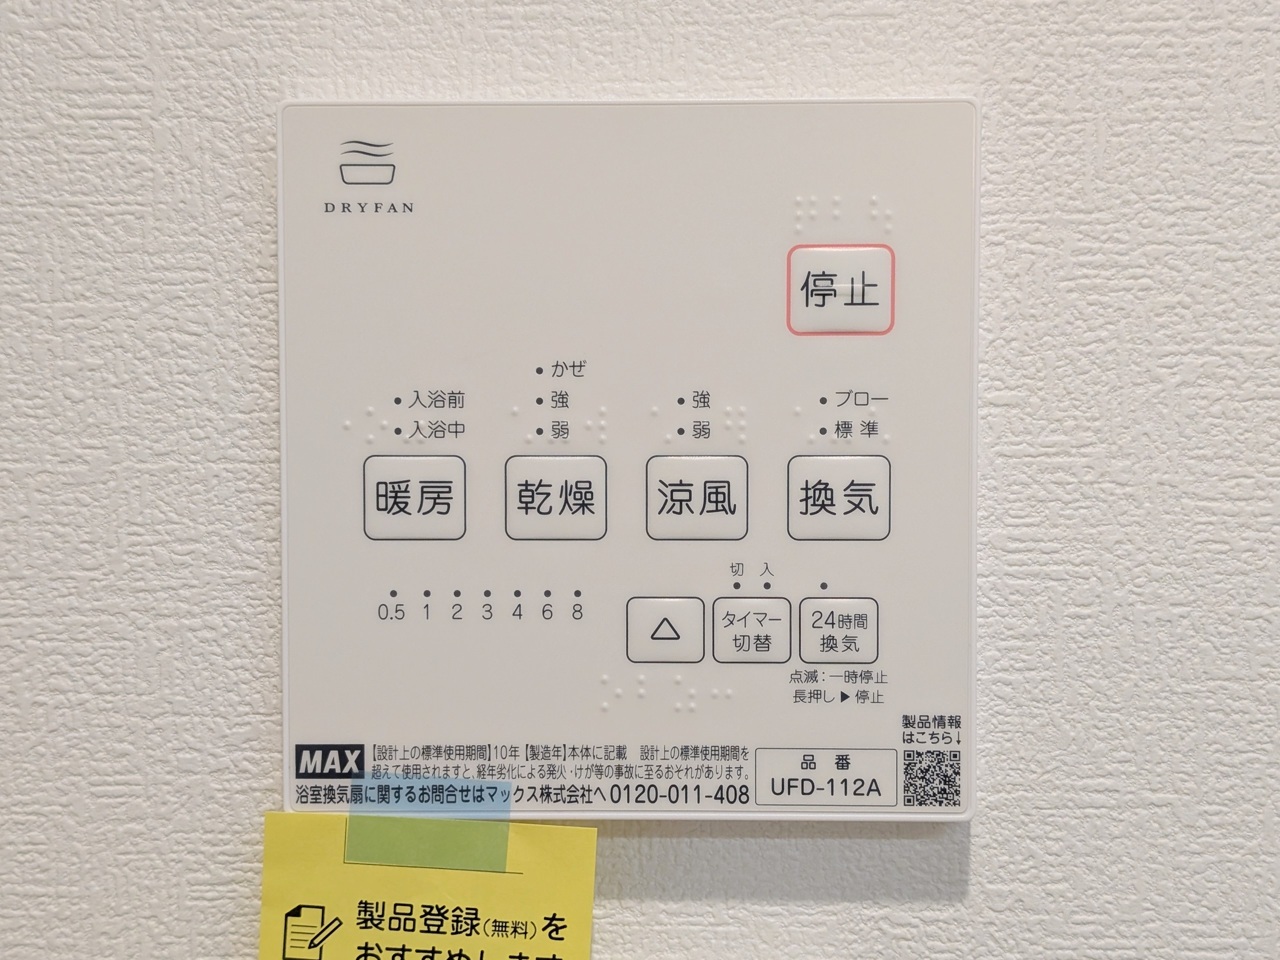 DRYFAN
停止
かぜ
入浴前
強
強
ブロー
入浴中
弱
弱
標準
暖房
乾燥
涼風
換気
切 入
0.5 1 2 3 4 6 8
△
タイマー
切替
24時間
換気
点滅：一時停止
長押し▶停止
製品情報
はこちら↓
MAX
【設計上の標準使用期間】10年【製造年】本体に記載 設計上の標準使用期間を
超えて使用されますと、経年劣化による発火・けが等の事故に至るおそれがあります。
浴室換気扇に関するお問合せはマックス株式会社へ 0120-011-408
品番
UFD-112A
製品登録(無料)を
おすすめします